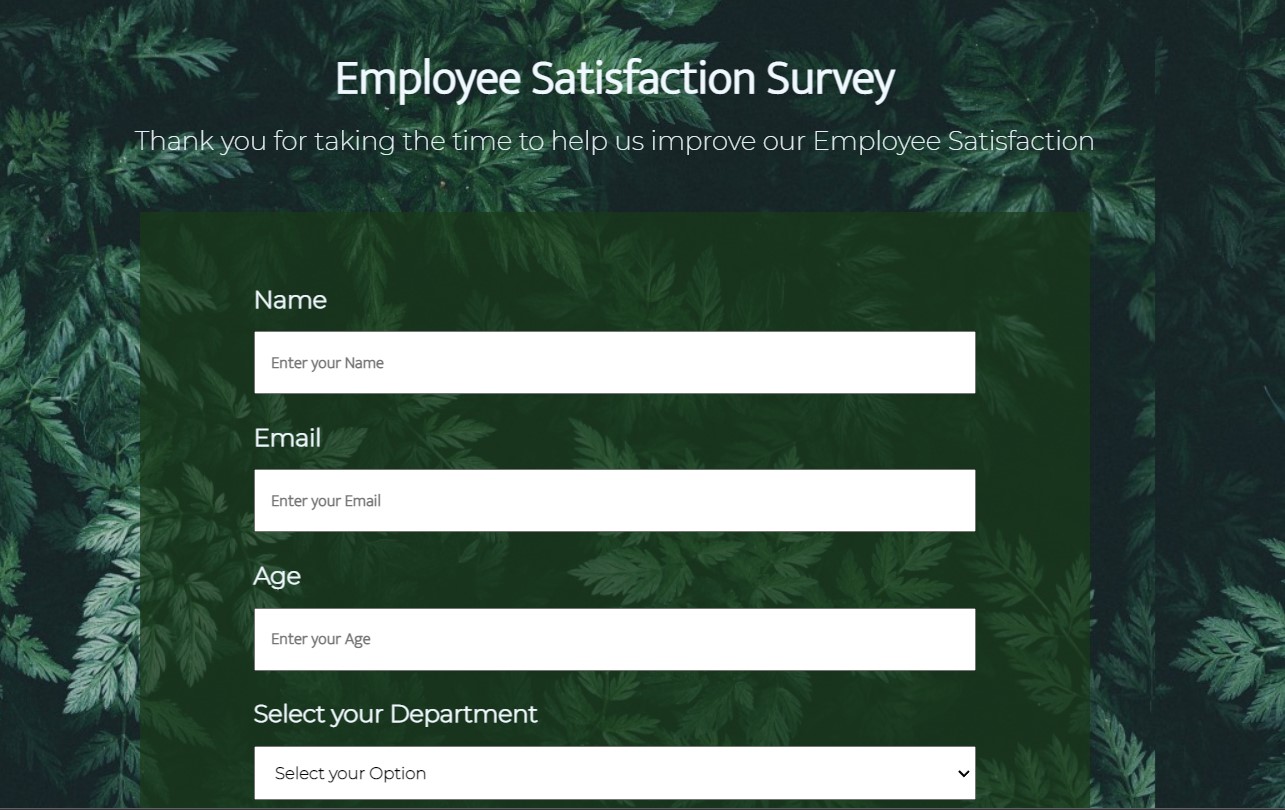 Employee Satisfaction Survey
Thank you for taking the time to help us improve our Employee Satisfaction
Name
Enter your Name
Email
Enter your Email
Age
Enter your Age
Select your Department
Select your Option